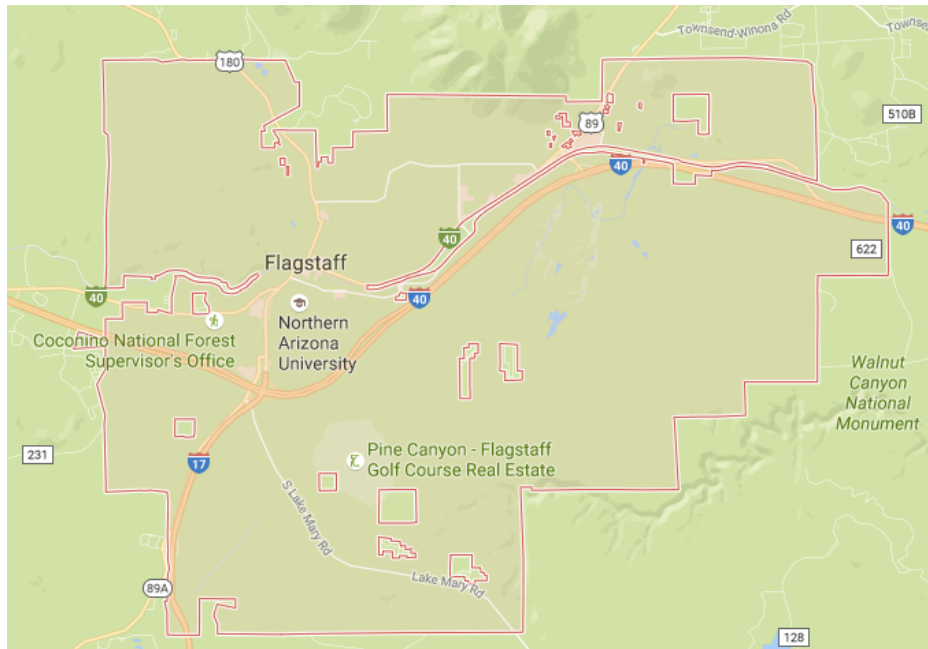 Townsend-Winona Rd
Towns
180
89
510B
40
40
40
622
Flagstaff
40
40
Northern
Arizona
University
Coconino National Forest
Supervisor's Office
Walnut
Canyon
National
Monument
231
17
Pine Canyon - Flagstaff
Golf Course Real Estate
S Lake Mary Rd
Lake Mary Rd
89A
128